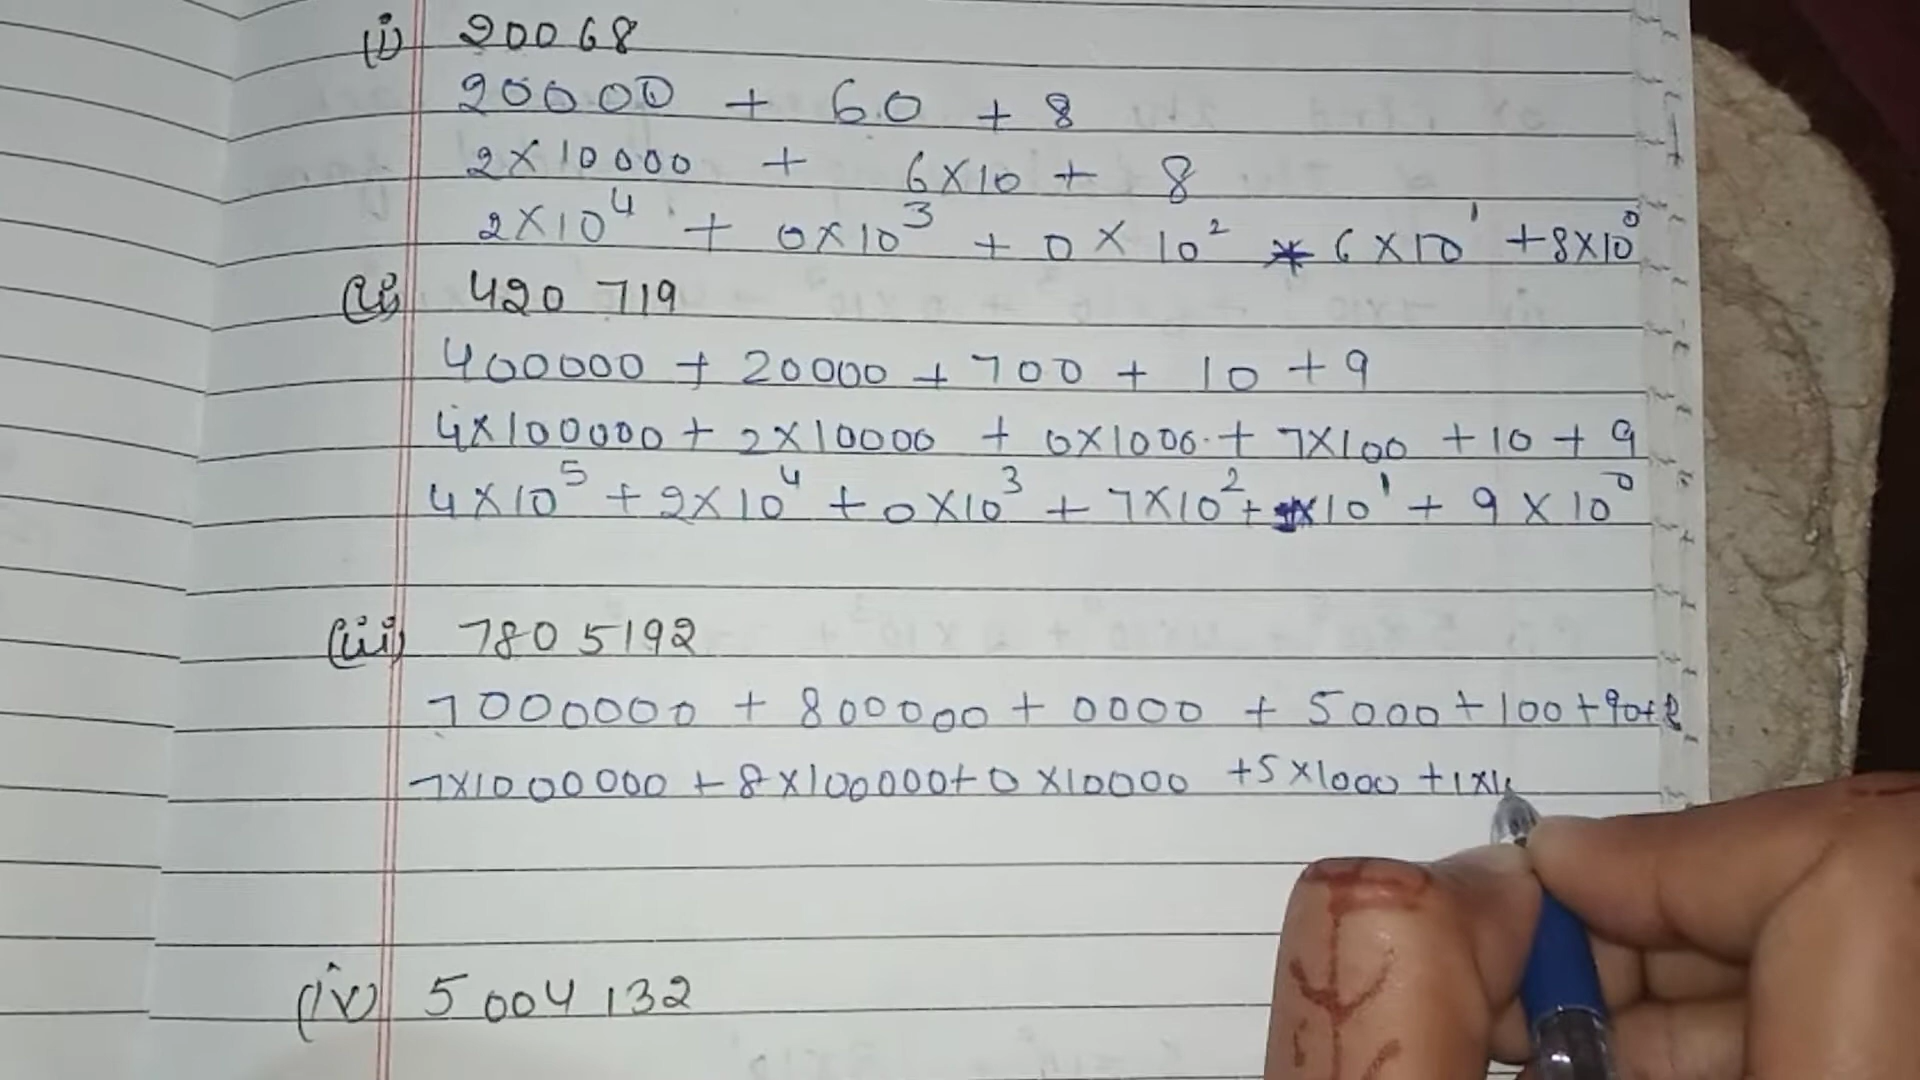 (i) 20068
20000 + 60 + 8
2×10000 + 6×10 + 8
2×10⁴ + 0×10³ + 0×10² + 6×10¹ + 8×10⁰
(ii) 420 719
400000 + 20000 + 700 + 10 + 9
4×100000 + 2×10000 + 0×1000 + 7×100 + 10 + 9
4×10⁵ + 2×10⁴ + 0×10³ + 7×10² + 1×10¹ + 9×10⁰
(iii) 7805192
7000000 + 800000 + 0000 + 5000 + 100 + 90 + 2
7×1000000 + 8×100000 + 0×10000 + 5×1000 + 1×1
(iv) 5004132